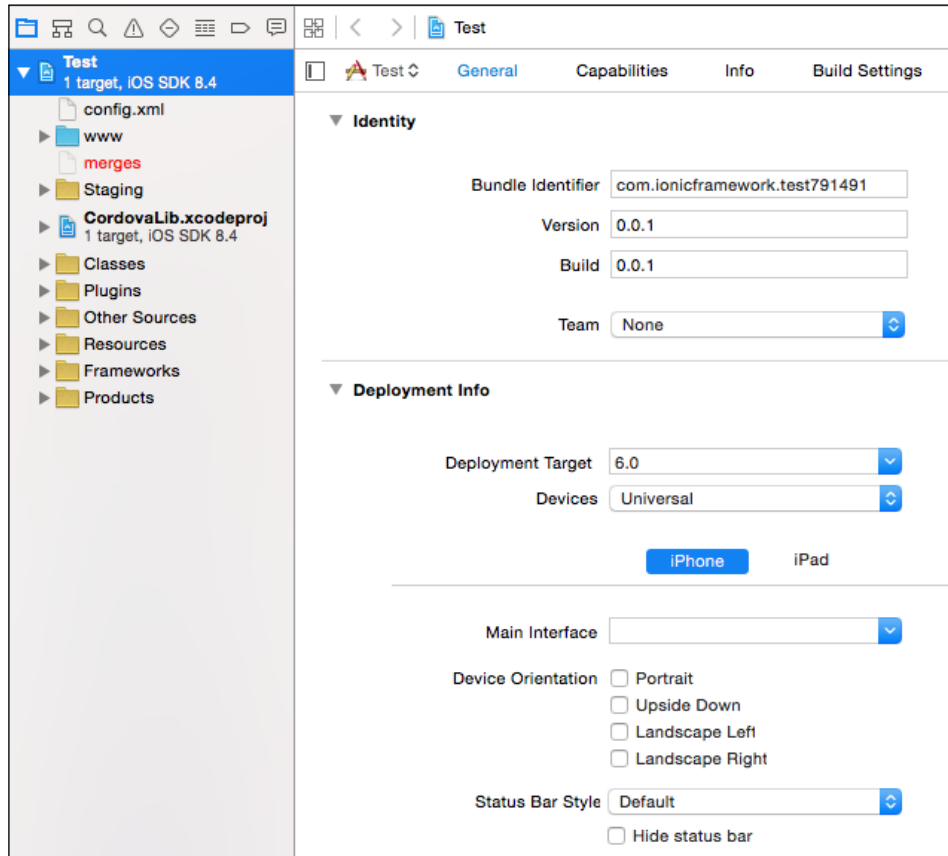 Test
Test
1 target, iOS SDK 8.4
config.xml
www
merges
Staging
CordovaLib.xcodeproj
1 target, iOS SDK 8.4
Classes
Plugins
Other Sources
Resources
Frameworks
Products
Test General Capabilities Info Build Settings
Identity
Bundle Identifier com.ionicframework.test791491
Version 0.0.1
Build 0.0.1
Team None
Deployment Info
Deployment Target 6.0
Devices Universal
iPhone iPad
Main Interface
Device Orientation Portrait
Upside Down
Landscape Left
Landscape Right
Status Bar Style Default
Hide status bar